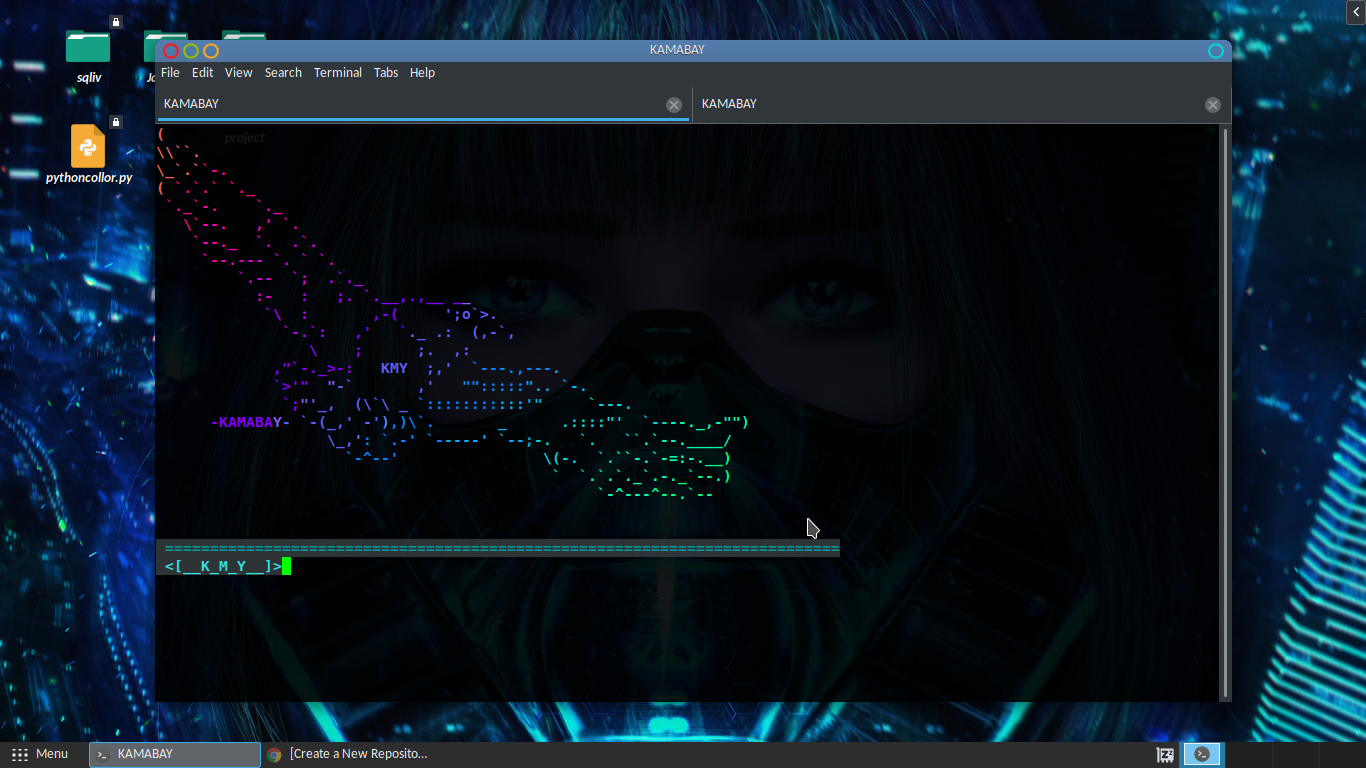 KAMABAY
File Edit View Search Terminal Tabs Help
KAMABAY
KAMABAY
sqliv
pythoncollor.py
project
KMY
-KAMABAY-
=====================================================================
<[__K_M_Y__]>
Menu
KAMABAY
[Create a New Reposito...